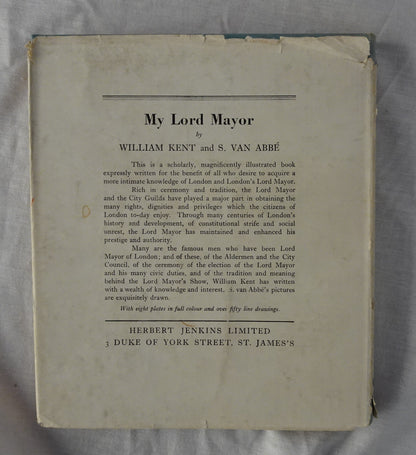 My Lord Mayor
by
WILLIAM KENT and S. VAN ABBÉ
This is a scholarly, magnificently illustrated book
expressly written for the benefit of all who desire to acquire a
more intimate knowledge of London and London's Lord Mayor.
Rich in ceremony and tradition, the Lord Mayor
and the City Guilds have played a major part in obtaining the
many rights, dignities and privileges which the citizens of
London to-day enjoy. Through many centuries of London's
history and development, of constitutional strife and social
unrest, the Lord Mayor has maintained and enhanced his
prestige and authority.
Many are the famous men who have been Lord
Mayor of London; and of these, of the Aldermen and the City
Council, of the ceremony of the election of the Lord Mayor
and his many civic duties, and of the tradition and meaning
behind the Lord Mayor's Show, William Kent has written
with a wealth of knowledge and interest. S. van Abbé's pictures
are exquisitely drawn.
With eight plates in full colour and over fifty line drawings.
HERBERT JENKINS LIMITED
3 DUKE OF YORK STREET, ST. JAMES'S